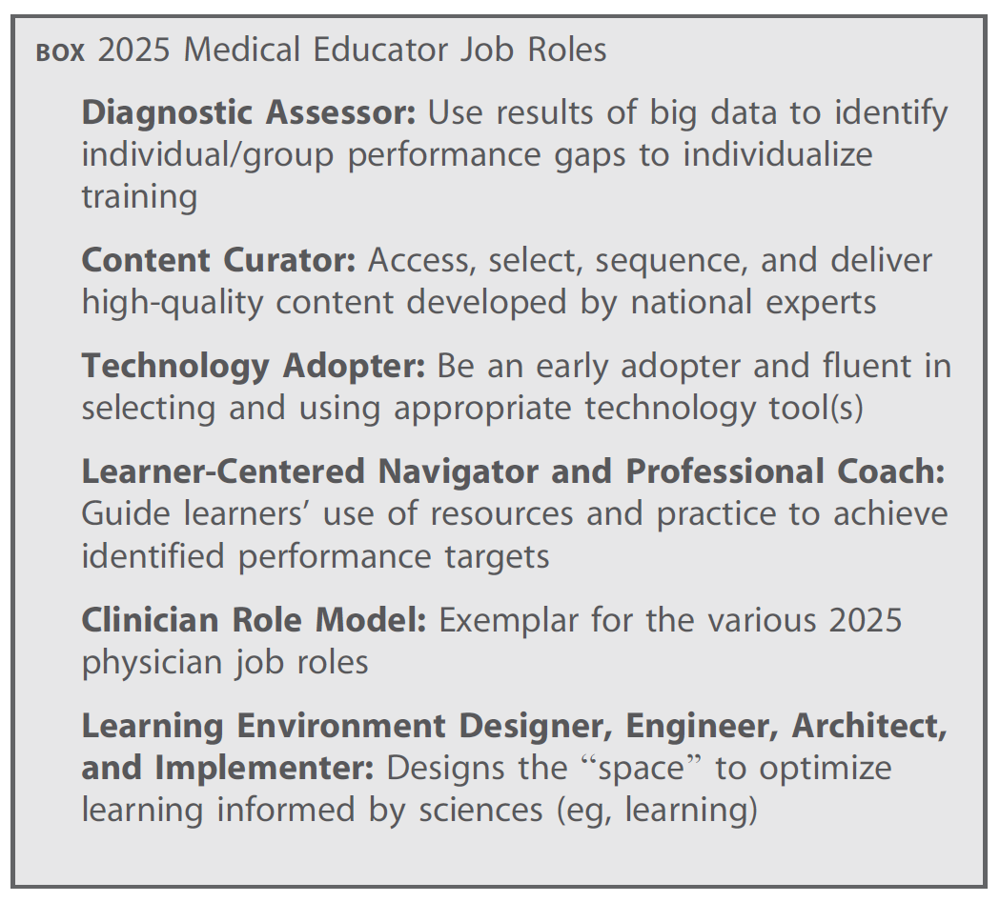 BOX 2025 Medical Educator Job Roles
Diagnostic Assessor: Use results of big data to identify
individual/group performance gaps to individualize
training
Content Curator: Access, select, sequence, and deliver
high-quality content developed by national experts
Technology Adopter: Be an early adopter and fluent in
selecting and using appropriate technology tool(s)
Learner-Centered Navigator and Professional Coach:
Guide learners’ use of resources and practice to achieve
identified performance targets
Clinician Role Model: Exemplar for the various 2025
physician job roles
Learning Environment Designer, Engineer, Architect,
and Implementer: Designs the “space” to optimize
learning informed by sciences (eg, learning)